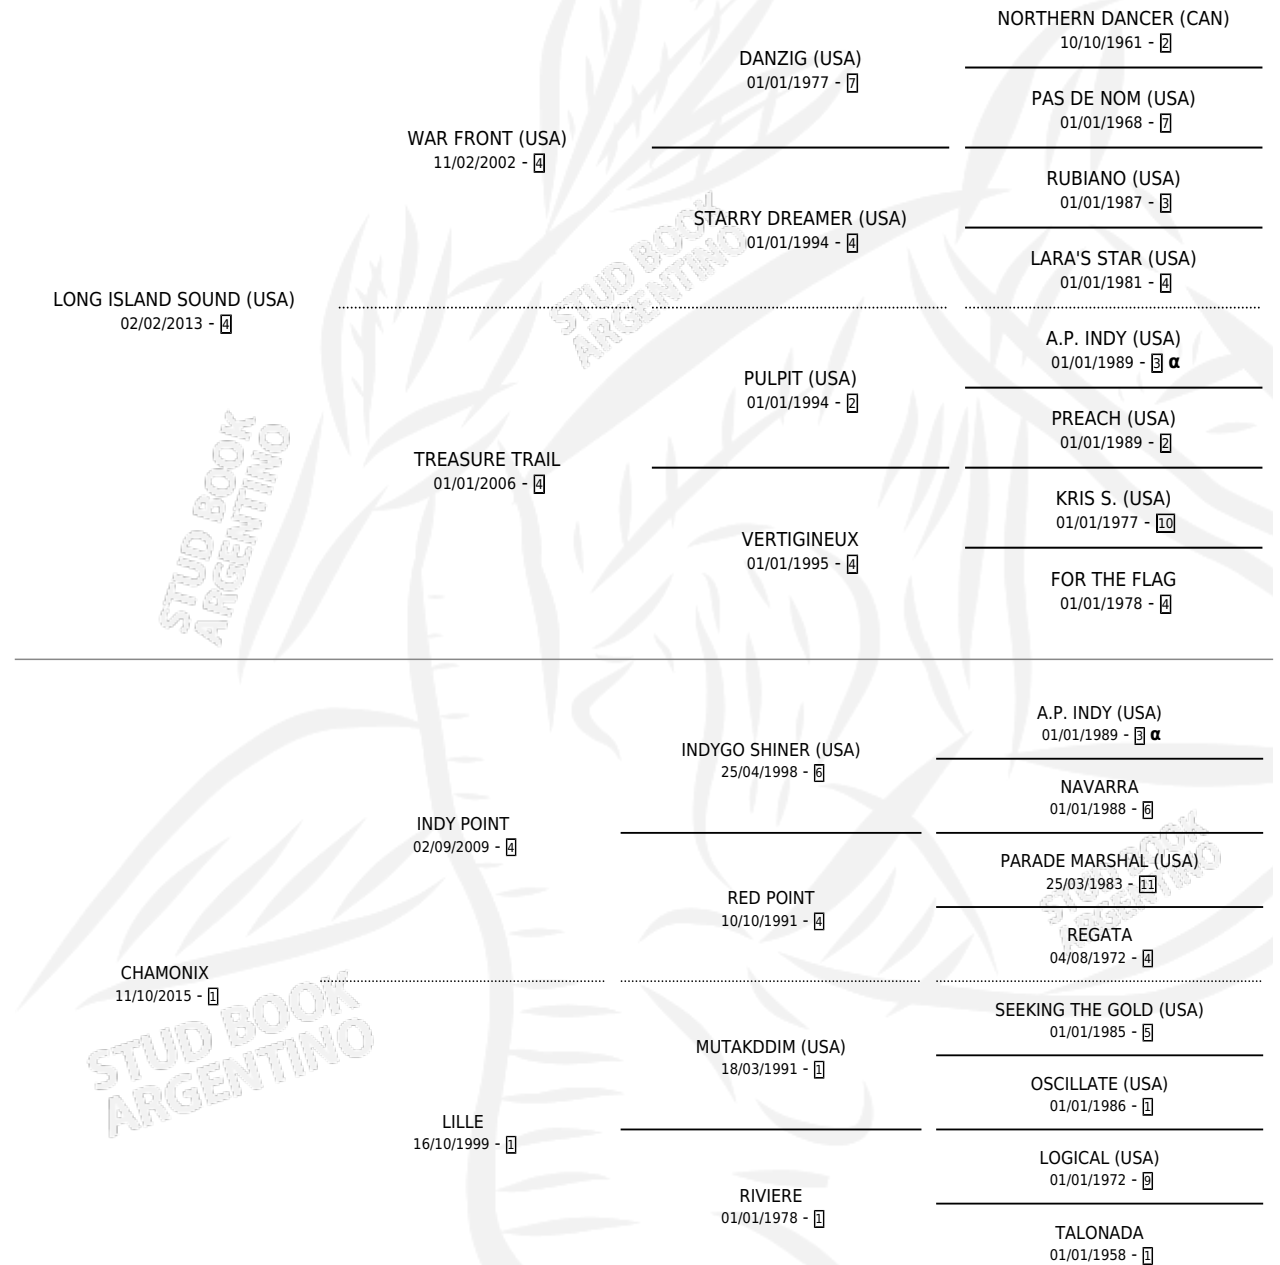 NORTHERN DANCER (CAN)
10/10/1961 - 2
DANZIG (USA)
01/01/1977 - 7
PAS DE NOM (USA)
01/01/1968 - 7
WAR FRONT (USA)
11/02/2002 - 4
RUBIANO (USA)
01/01/1987 - 3
STARRY DREAMER (USA)
01/01/1994 - 4
LARA'S STAR (USA)
01/01/1981 - 4
LONG ISLAND SOUND (USA)
02/02/2013 - 4
A.P. INDY (USA)
01/01/1989 - 3 α
PULPIT (USA)
01/01/1994 - 2
PREACH (USA)
01/01/1989 - 2
TREASURE TRAIL
01/01/2006 - 4
KRIS S. (USA)
01/01/1977 - 10
VERTIGINEUX
01/01/1995 - 4
FOR THE FLAG
01/01/1978 - 4
A.P. INDY (USA)
01/01/1989 - 3 α
INDYGO SHINER (USA)
25/04/1998 - 6
NAVARRA
01/01/1988 - 6
INDY POINT
02/09/2009 - 4
PARADE MARSHAL (USA)
25/03/1983 - 11
RED POINT
10/10/1991 - 4
REGATA
04/08/1972 - 4
CHAMONIX
11/10/2015 - 1
SEEKING THE GOLD (USA)
01/01/1985 - 5
MUTAKDDIM (USA)
18/03/1991 - 1
OSCILLATE (USA)
01/01/1986 - 1
LILLE
16/10/1999 - 1
LOGICAL (USA)
01/01/1972 - 9
RIVIERE
01/01/1978 - 1
TALONADA
01/01/1958 - 1
STUD BOOK
ARGENTINO
STUD BOOK
ARGENTINO
STUD BOOK
ARGENTINO
STUD BOOK
ARGENTINO